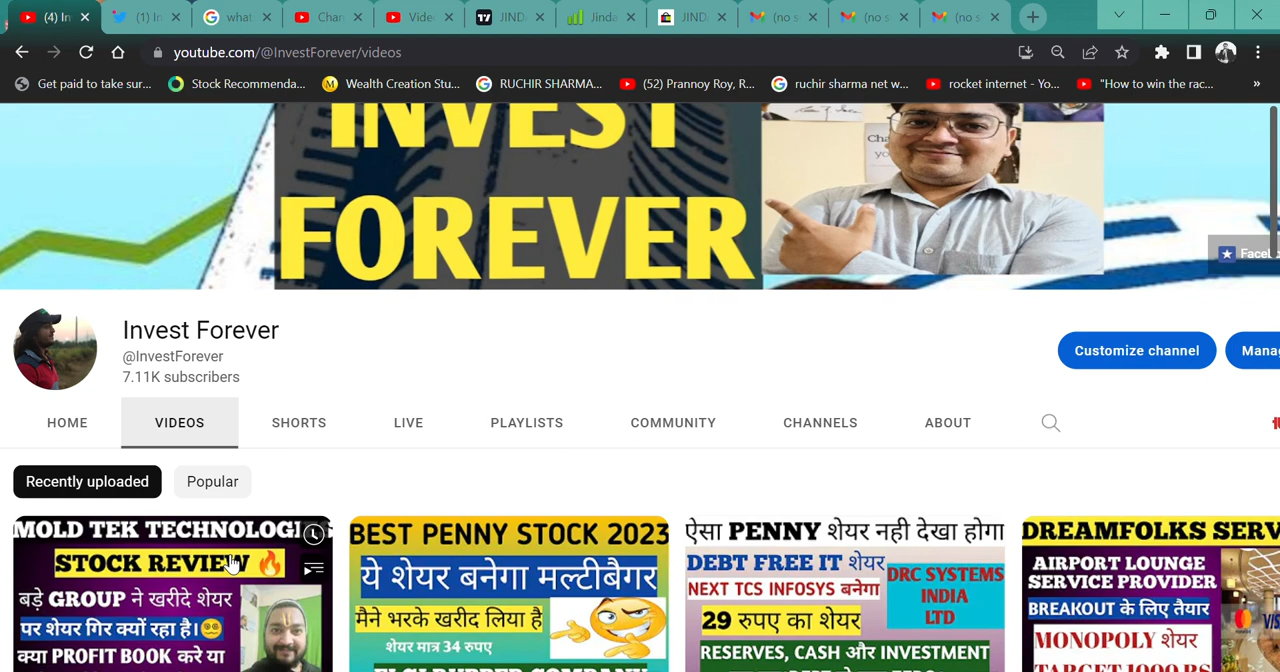 (4) In
(1) In
what
Chan
Vide
JIND
Jinda
JIND
(no s
(no s
(no s
youtube.com/@InvestForever/videos
Get paid to take sur...
Stock Recommenda...
Wealth Creation Stu...
RUCHIR SHARMA...
(52) Prannoy Roy, R...
ruchir sharma net w...
rocket internet - Yo...
"How to win the rac...
»
INVEST
FOREVER
Invest Forever
@InvestForever
7.11K subscribers
Customize channel
HOME
VIDEOS
SHORTS
LIVE
PLAYLISTS
COMMUNITY
CHANNELS
ABOUT
Recently uploaded
Popular
STOCK REVIEW
बड़े GROUP ने खरीदे शेयर
पर शेयर गिर क्यों रहा है।
क्या PROFIT BOOK करे या
BEST PENNY STOCK 2023
ये शेयर बनेगा मल्टीबैगर
मैने भरके खरीद लिया है
शेयर मात्र 34 रुपए
ऐसा PENNY शेयर नही देखा होगा
DEBT FREE IT शेयर
NEXT TCS INFOSYS बनेगा
DRC SYSTEMS
INDIA
LTD
29 रुपए का शेयर
RESERVES, CASH और INVESTMENT
DREAMFOLKS SERV
AIRPORT LOUNGE
SERVICE PROVIDER
BREAKOUT के लिए तैयार
MONOPOLY शेयर